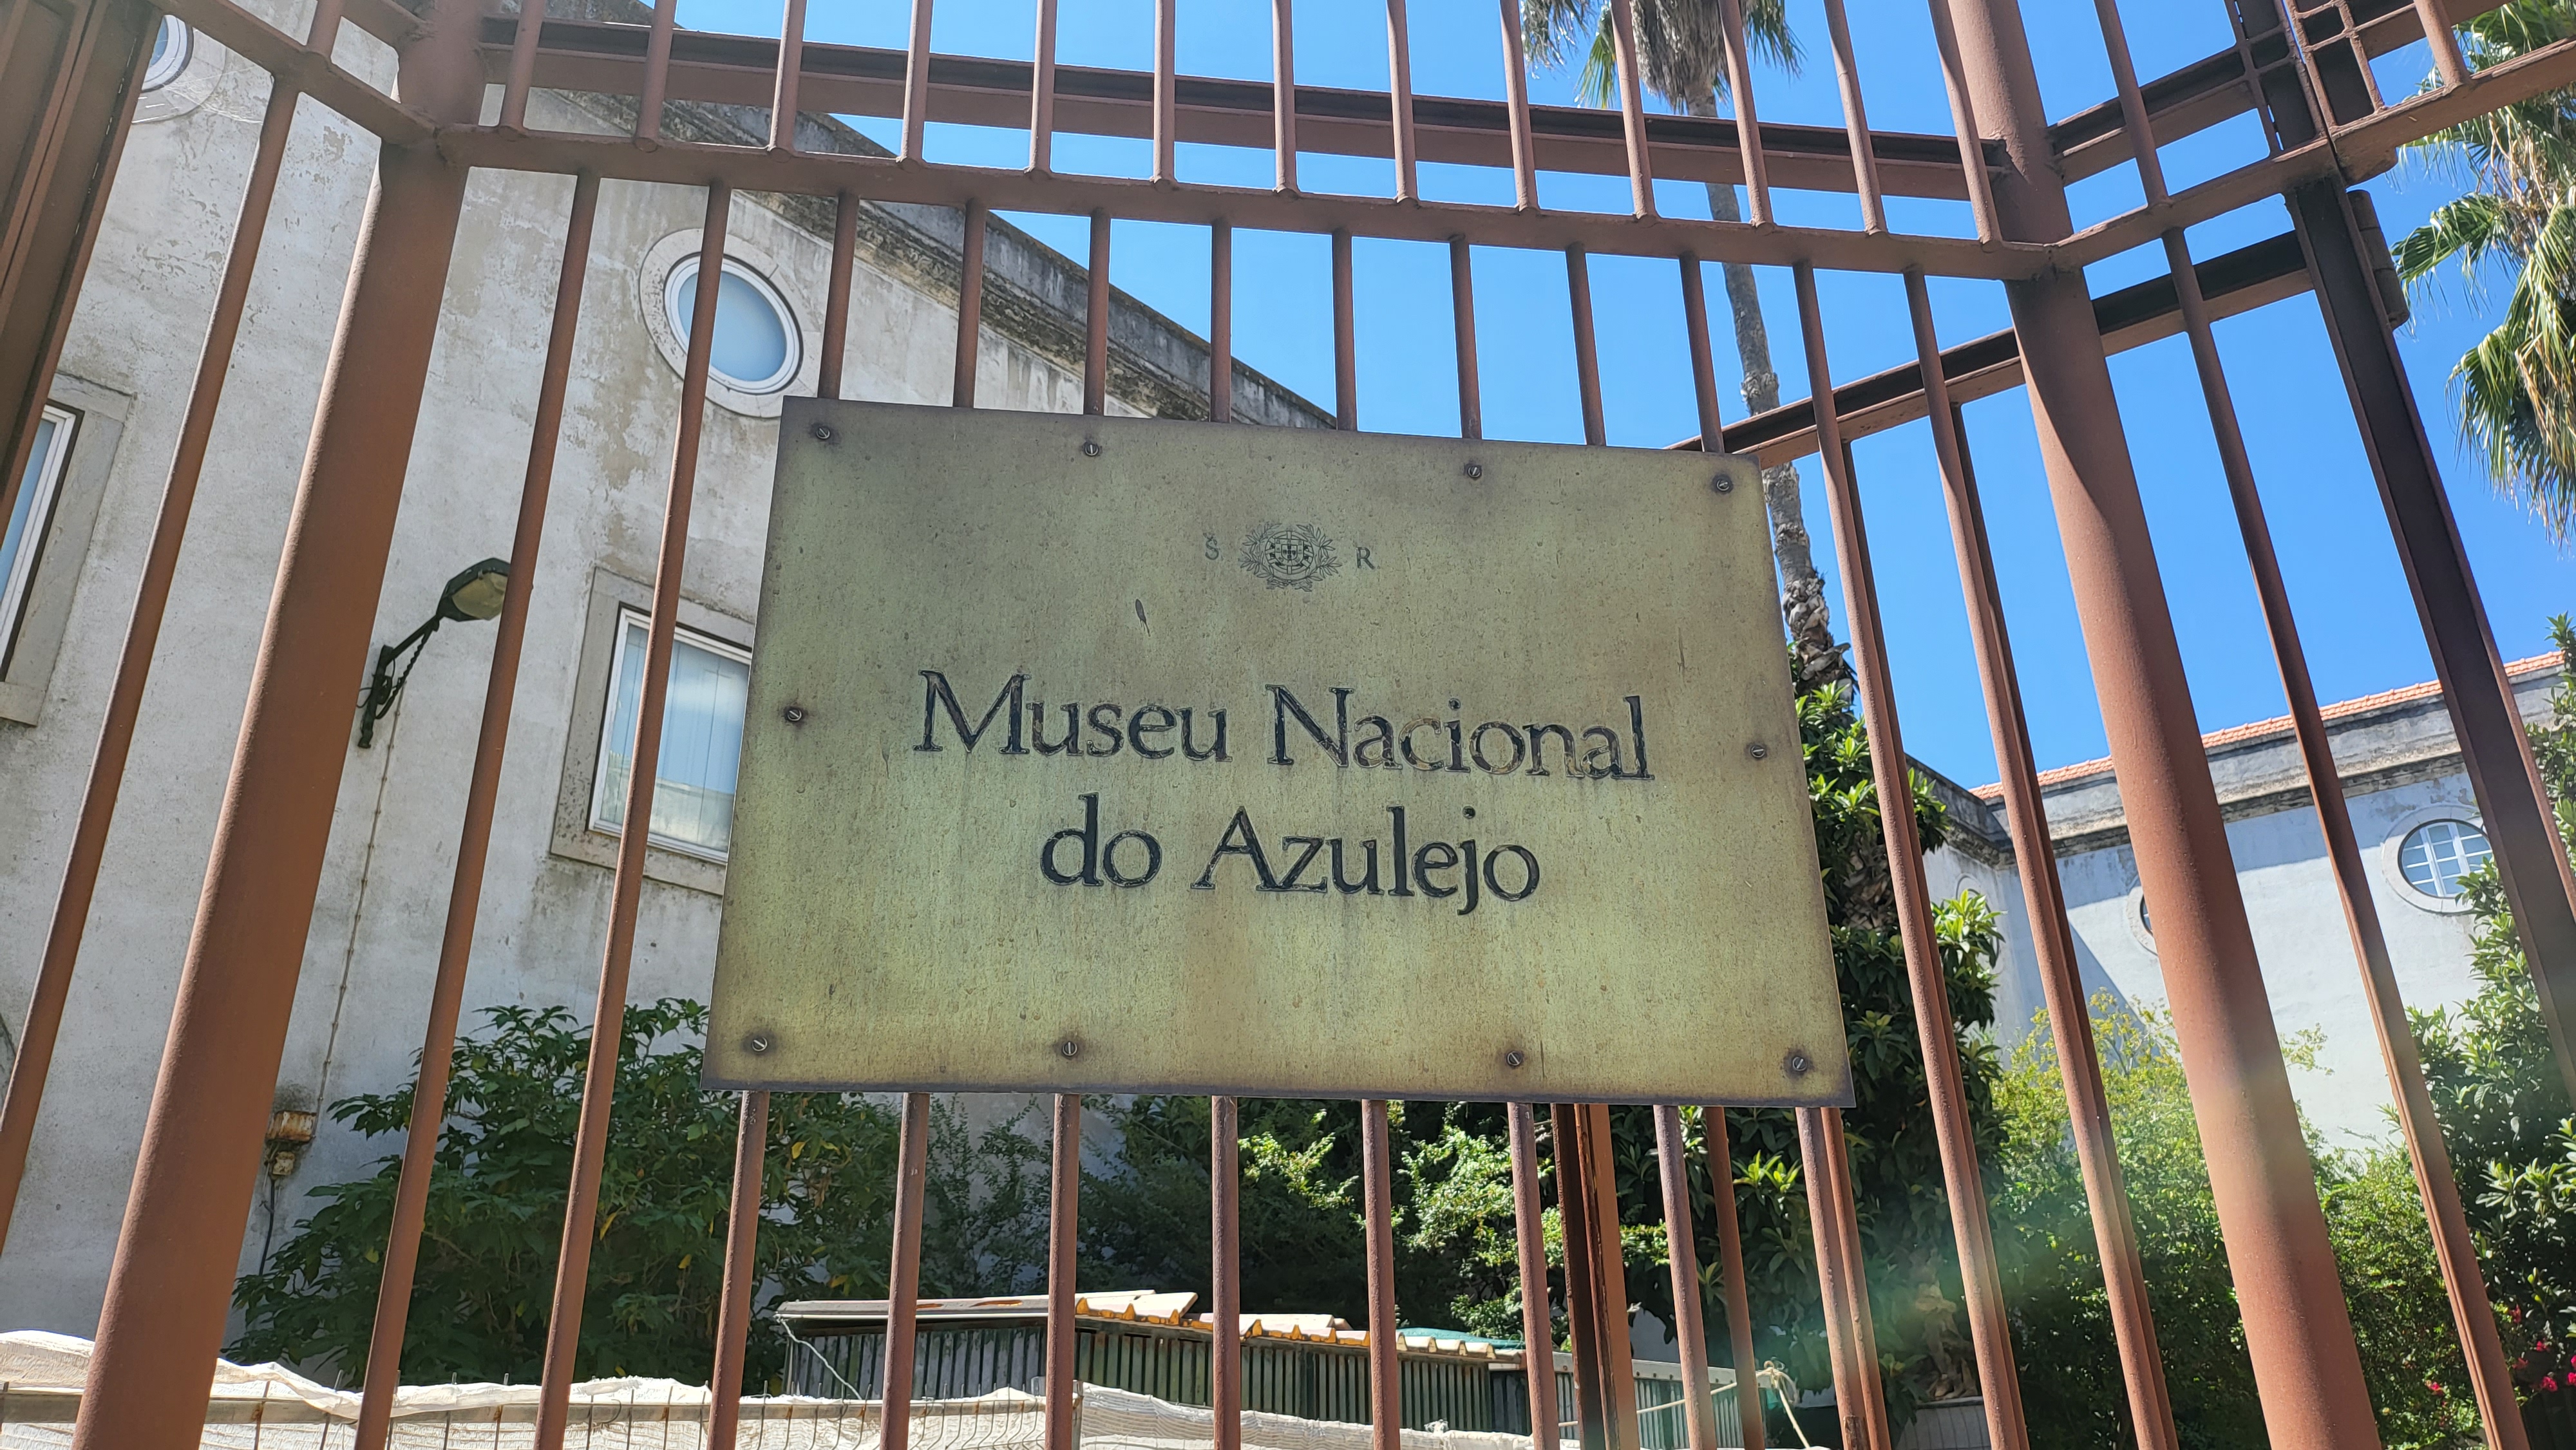 S R
Museu Nacional
do Azulejo